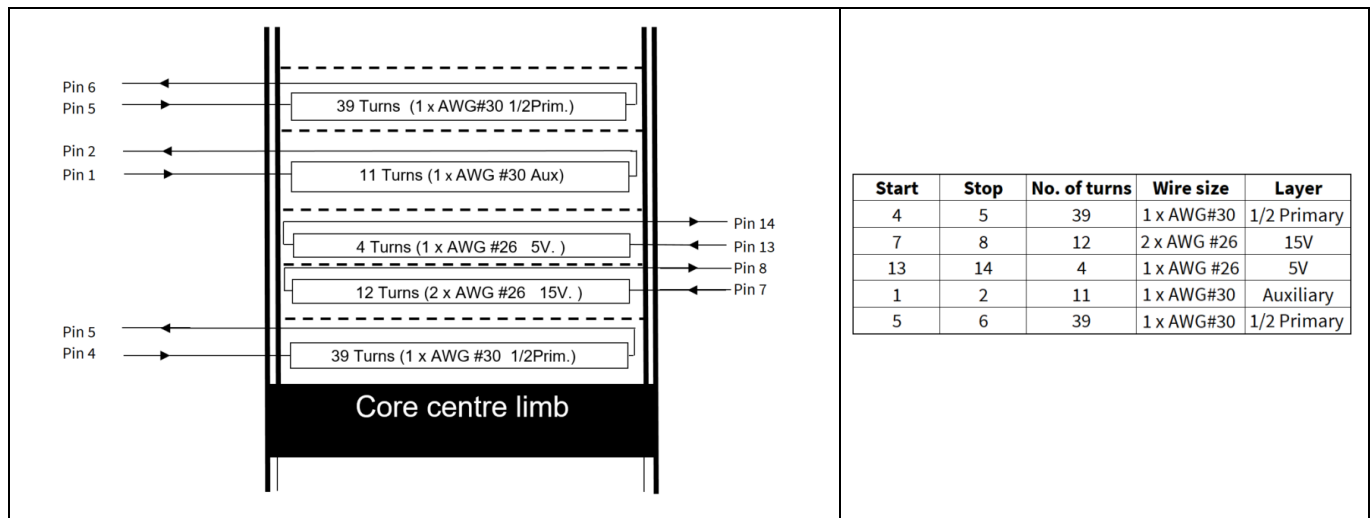 Pin 6
Pin 5
39 Turns (1 x AWG#30 1/2Prim.)
Pin 2
Pin 1
11 Turns (1 x AWG #30 Aux)
Pin 14
4 Turns (1 x AWG #26 5V. )
Pin 13
Pin 8
12 Turns (2 x AWG #26 15V. )
Pin 7
Pin 5
Pin 4
39 Turns (1 x AWG #30 1/2Prim.)
Core centre limb
Start Stop No. of turns Wire size Layer
4 5 39 1 x AWG#30 1/2 Primary
7 8 12 2 x AWG #26 15V
13 14 4 1 x AWG #26 5V
1 2 11 1 x AWG#30 Auxiliary
5 6 39 1 x AWG#30 1/2 Primary